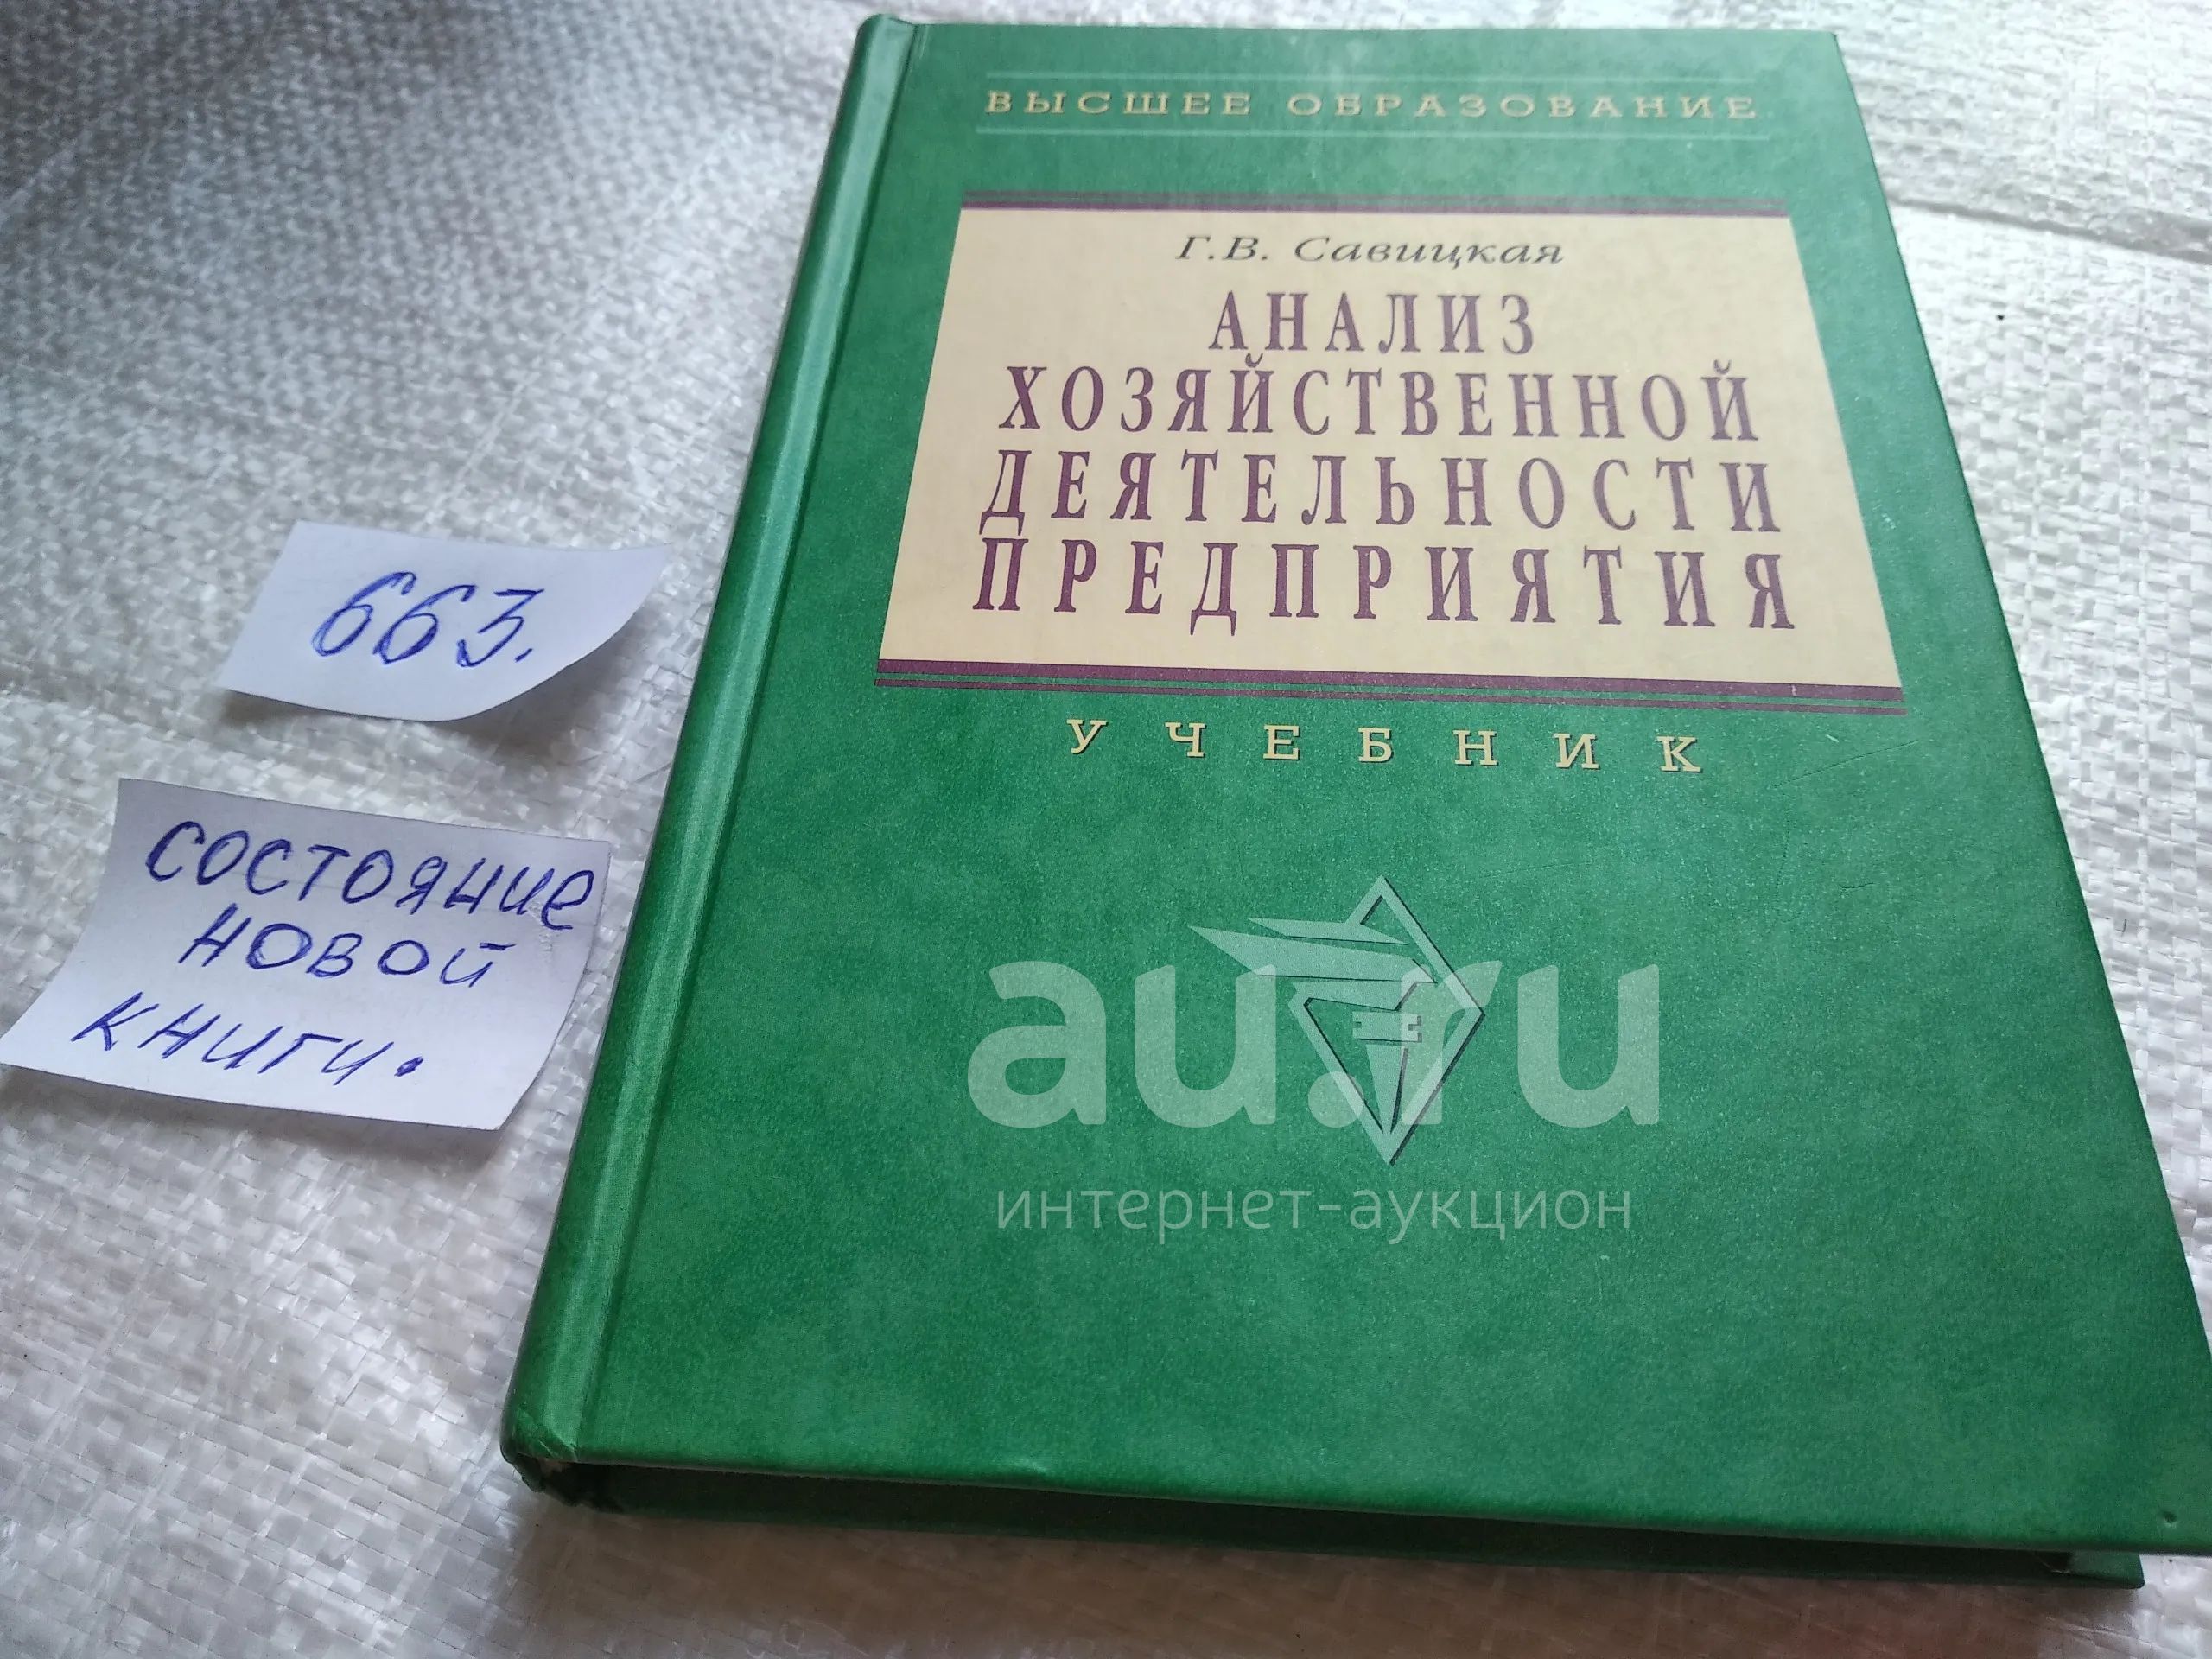 ВЫСШЕЕ ОБРАЗОВАНИЕ
Г.В. Савицкая
АНАЛИЗ
ХОЗЯЙСТВЕННОЙ
ДЕЯТЕЛЬНОСТИ
ПРЕДПРИЯТИЯ
УЧЕБНИК
663.
СОСТОЯНИЕ
НОВОЙ
КНИГИ.
au.ru
интернет-аукцион